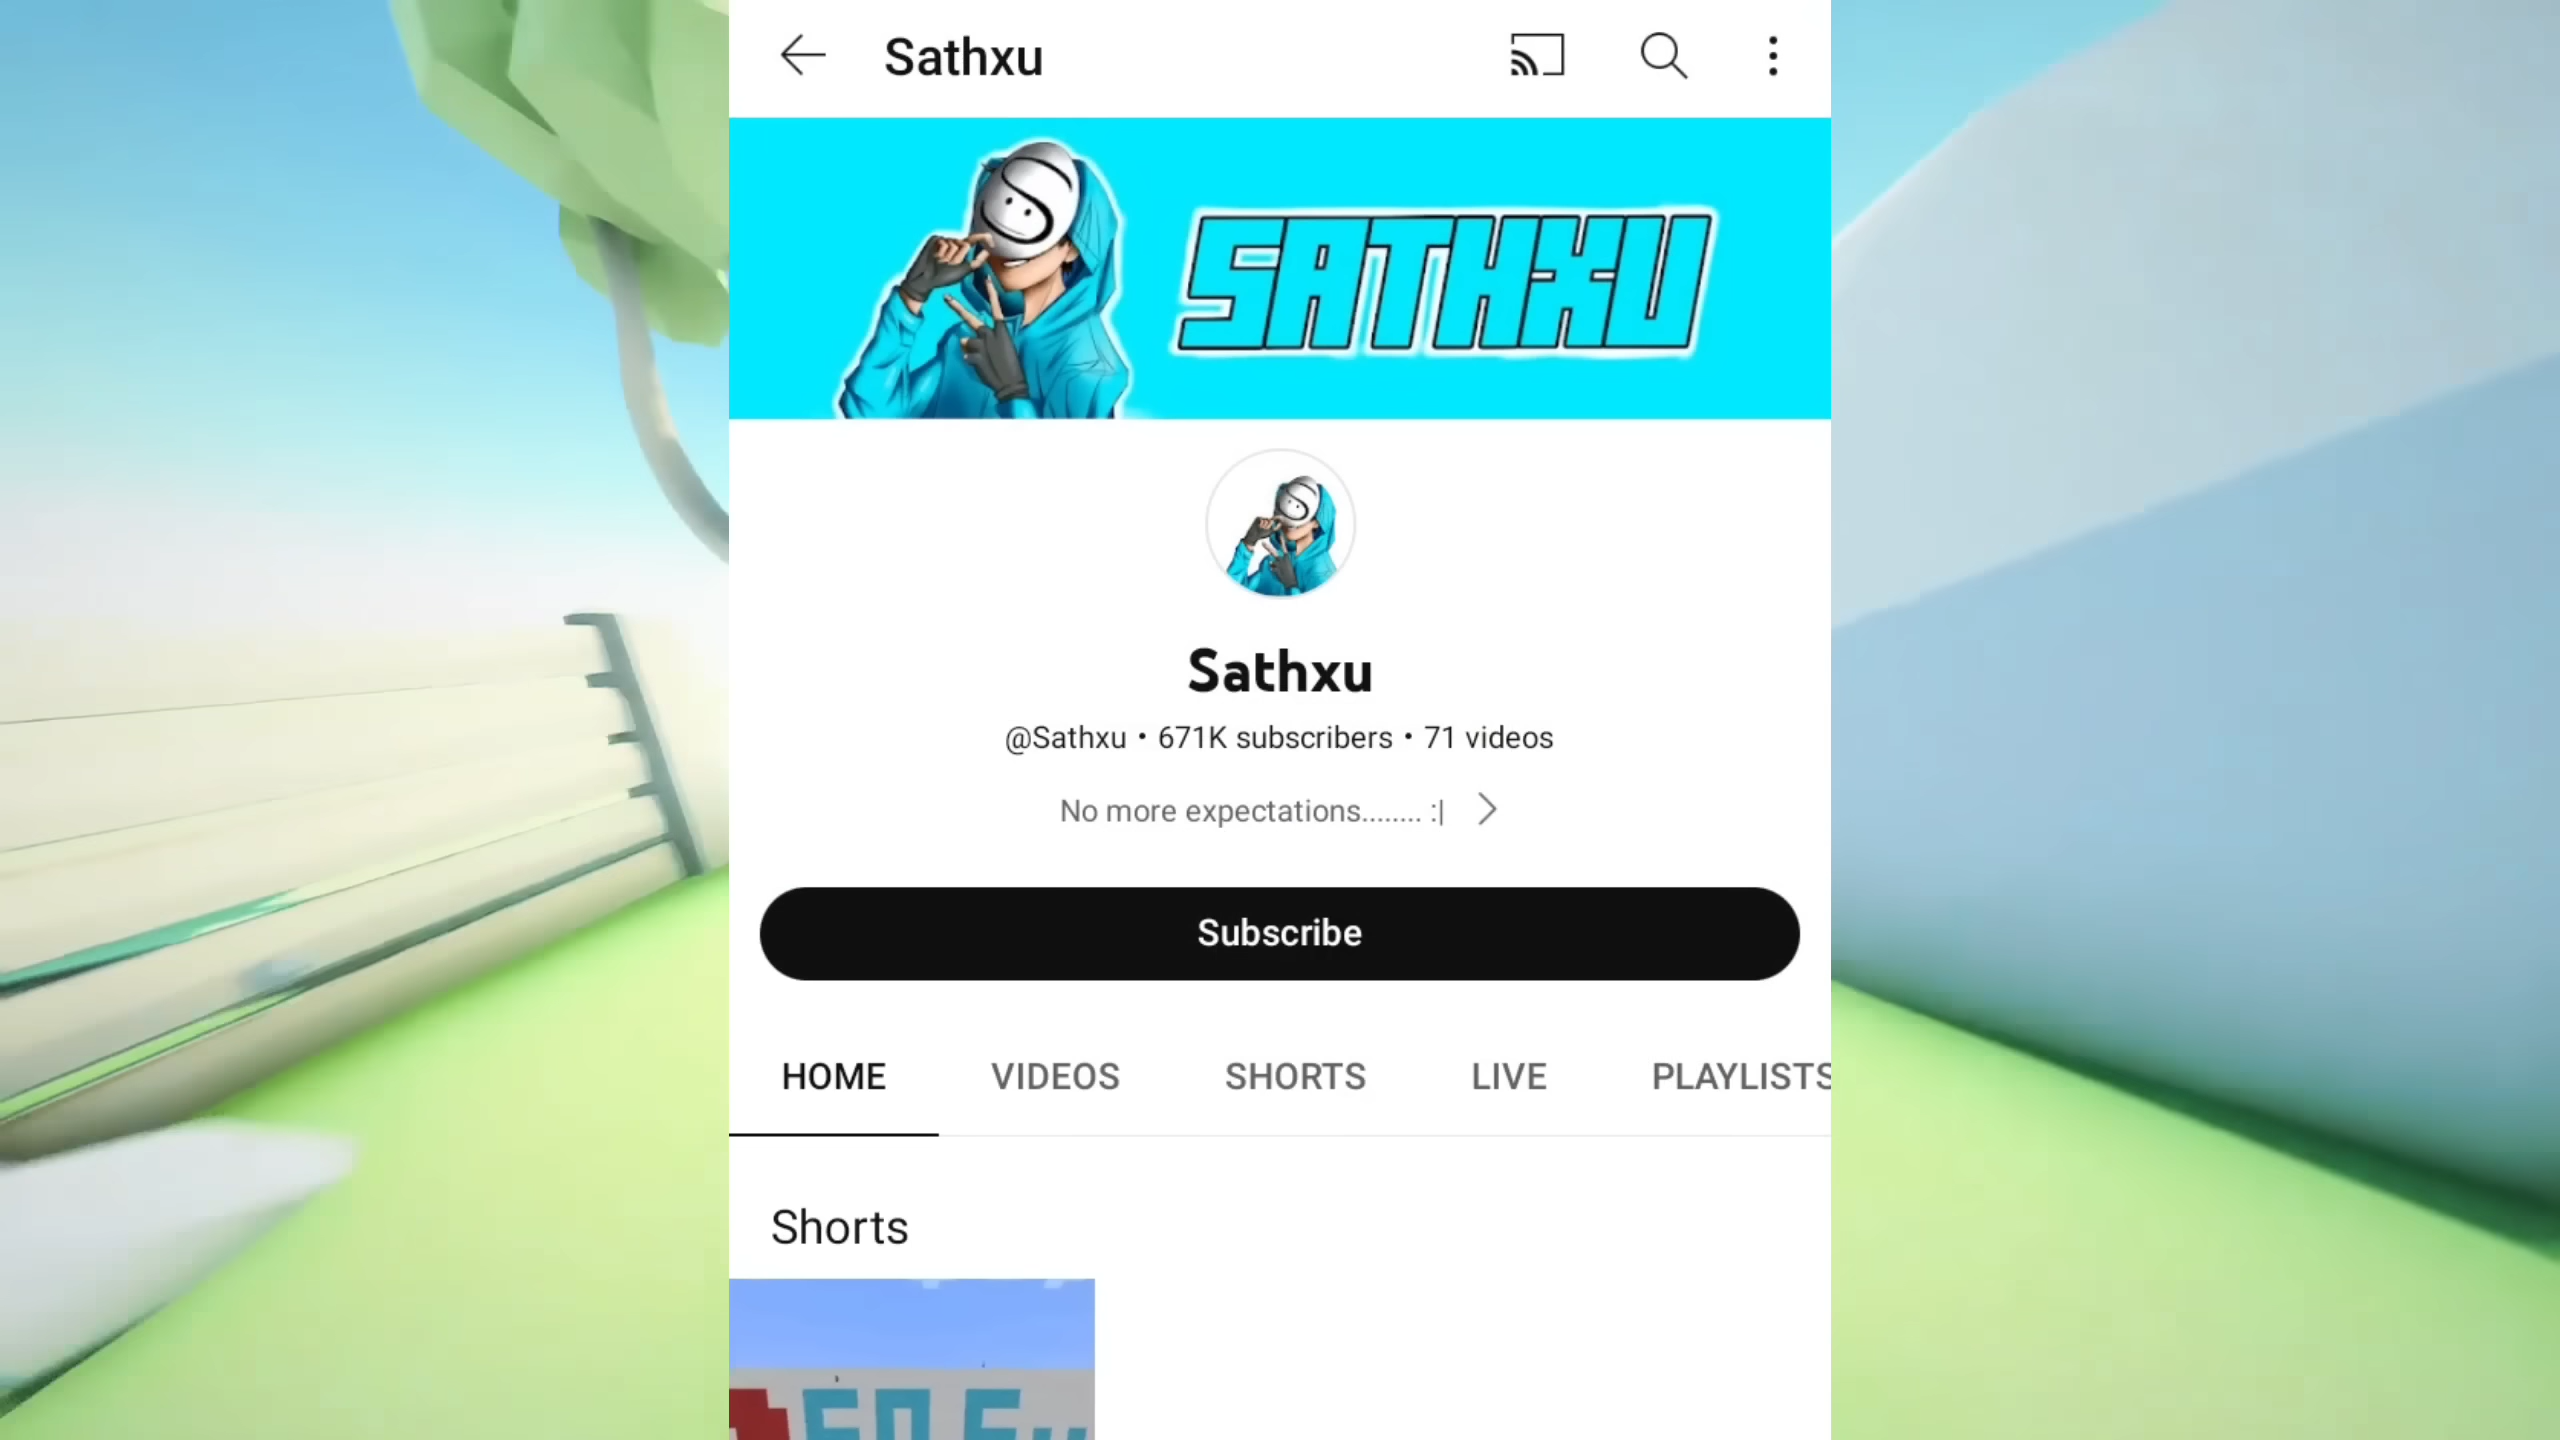 Sathxu
SATHXU
Sathxu
@Sathxu • 671K subscribers • 71 videos
No more expectations........ :|
Subscribe
HOME VIDEOS SHORTS LIVE PLAYLISTS
Shorts